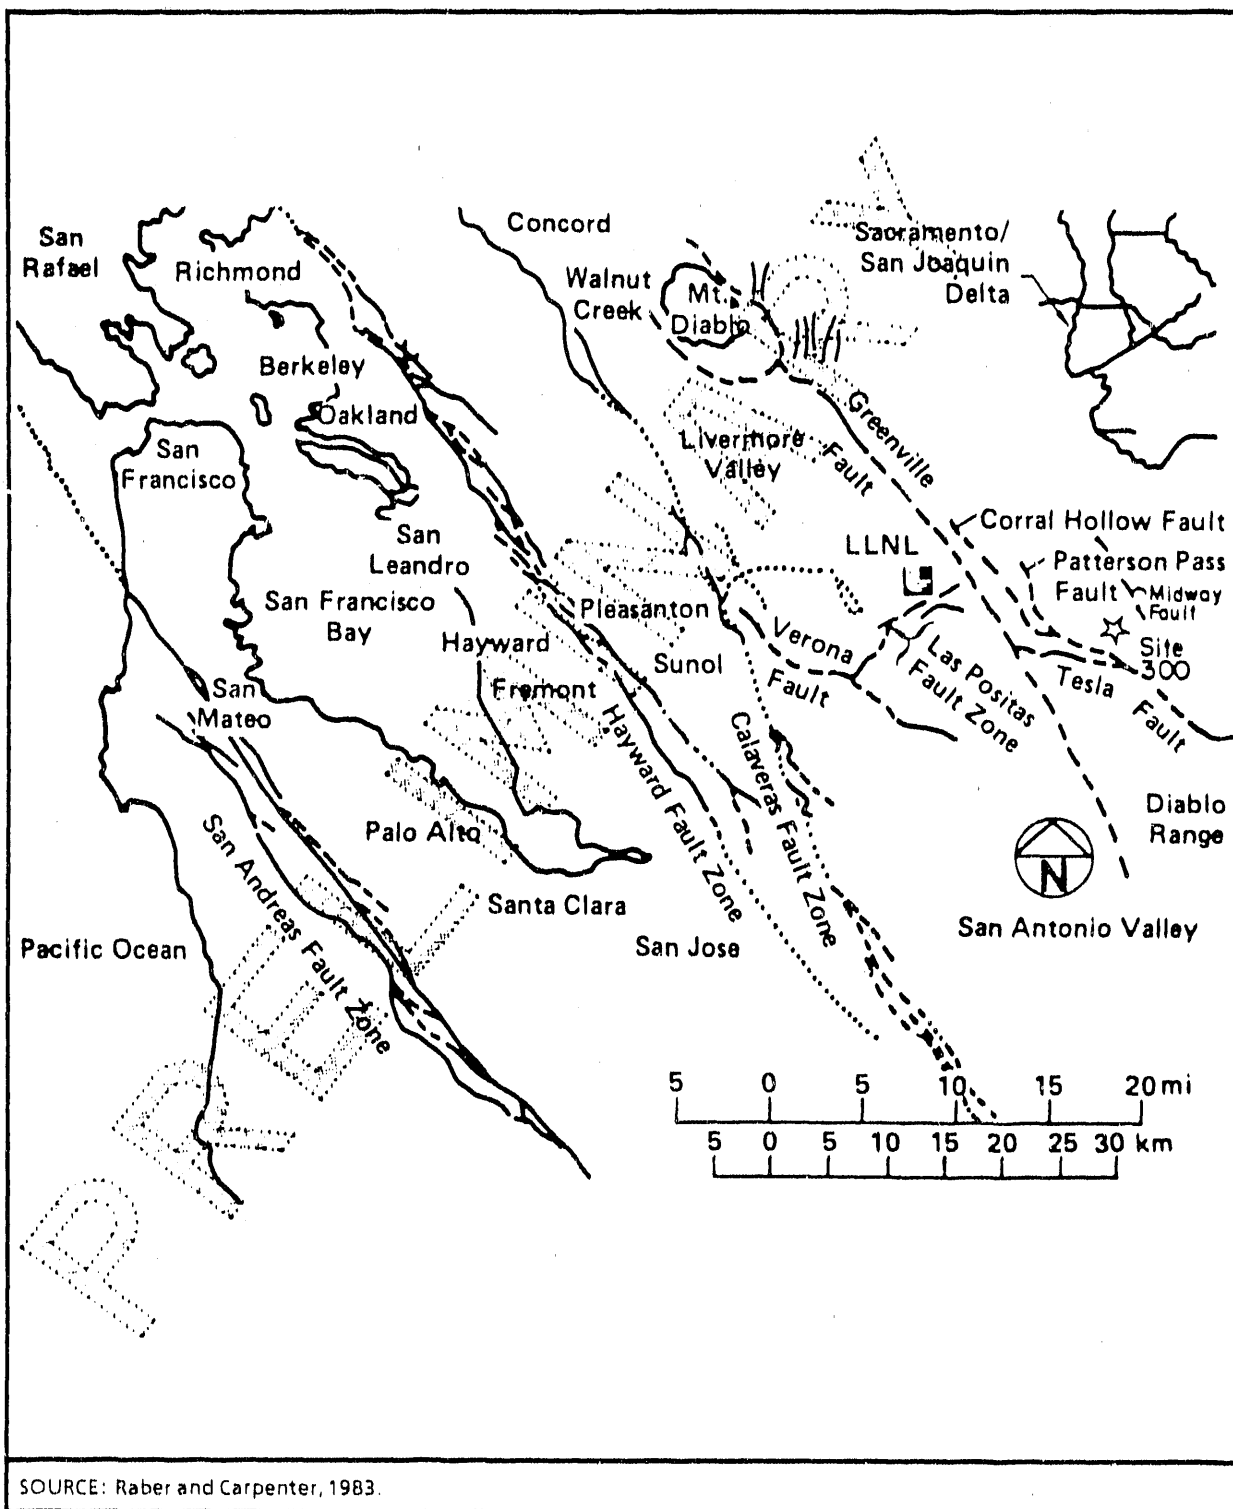 San
Rafael
Richmond
Berkeley
Oakland
San
Francisco
Concord
Walnut
Creek
Mt.
Diablo
Sacramento/
San Joaquin
Delta
Livermore
Valley
Greenville
Fault
Corral Hollow Fault
Patterson Pass
Fault
Midway
Fault
LLNL
Site
300
San
Leandro
San Francisco
Bay
Hayward
Pleasanton
Sunol
Fremont
Verona
Fault
Las Positas
Fault Zone
Tesla
Fault
San
Mateo
Palo Alto
Hayward Fault Zone
Calaveras Fault Zone
San Andreas Fault Zone
Santa Clara
San Jose
Pacific Ocean
Diablo
Range
N
San Antonio Valley
5 0 5 10 15 20 mi
5 0 5 10 15 20 25 30 km
PRELIMINARY
SOURCE: Raber and Carpenter, 1983.